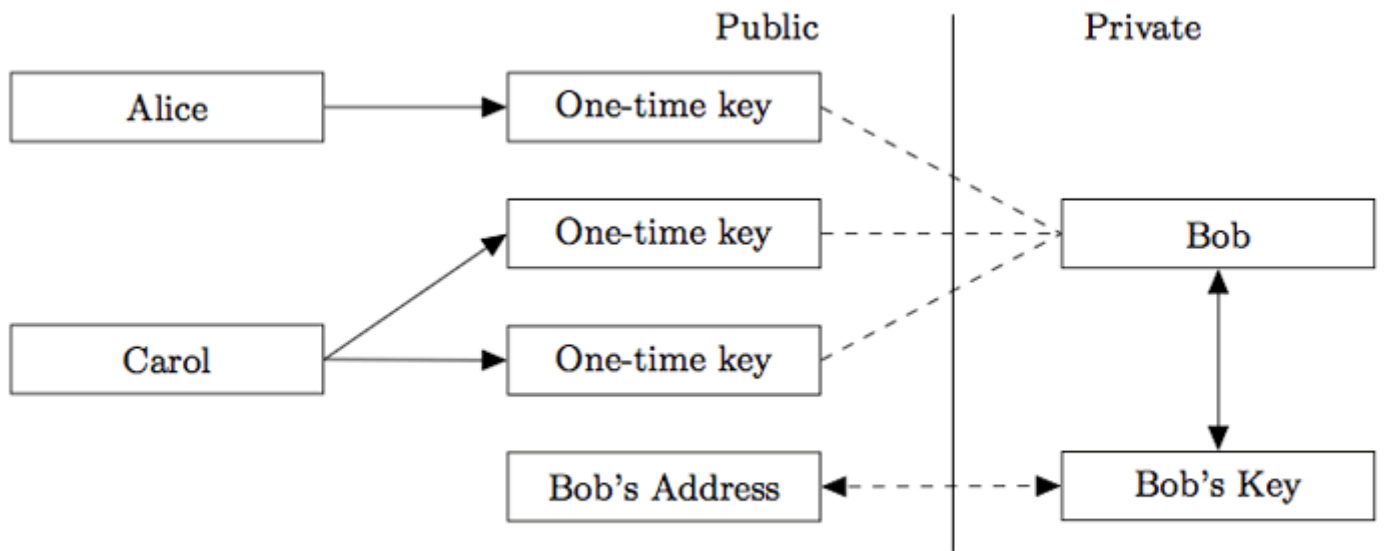 Public
Private
Alice
One-time key
One-time key
Bob
Carol
One-time key
Bob's Address
Bob's Key